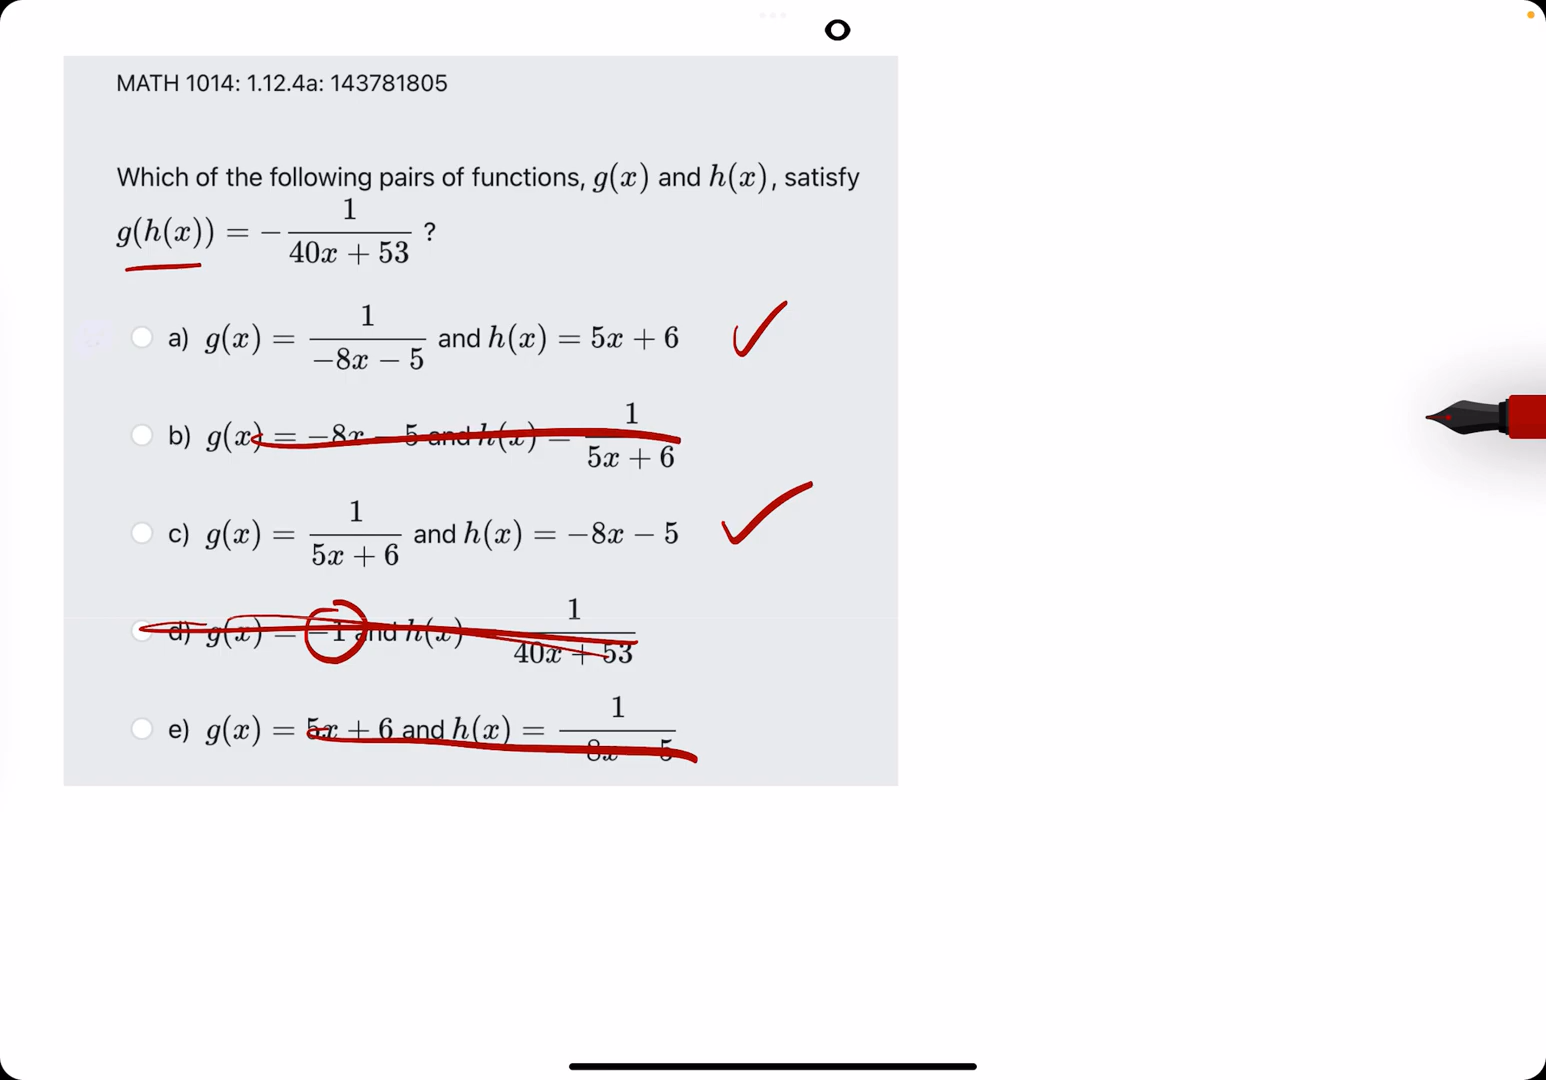 MATH 1014: 1.12.4a: 143781805
Which of the following pairs of functions, g(x) and h(x), satisfy
g(h(x)) = −1/(40x + 53) ?
a) g(x) = 1/(−8x − 5) and h(x) = 5x + 6
b) g(x) = −8x − 5 and h(x) = 1/(5x + 6)
c) g(x) = 1/(5x + 6) and h(x) = −8x − 5
d) g(x) = −1 and h(x) 1/(40x + 53)
e) g(x) = 5x + 6 and h(x) = 1/(8x 5)